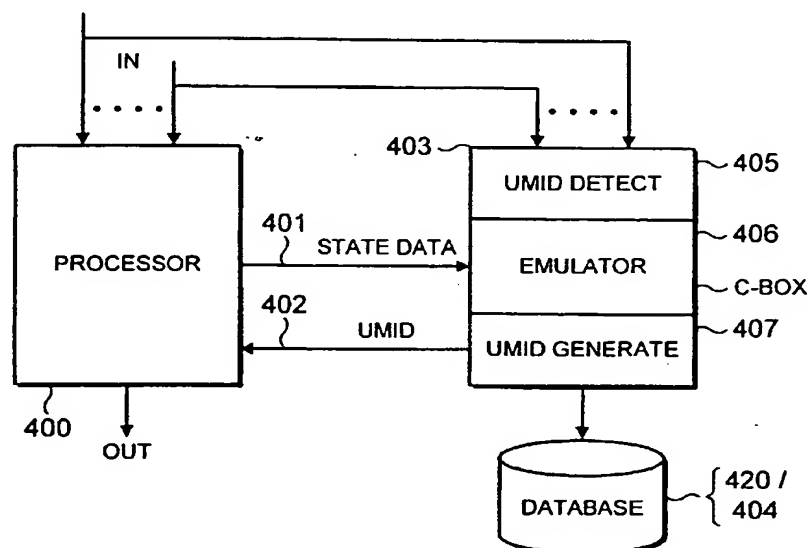 IN
403
UMID DETECT
405
401
STATE DATA
406
PROCESSOR
EMULATOR
C-BOX
402
UMID
407
UMID GENERATE
400
OUT
DATABASE
420 /
404